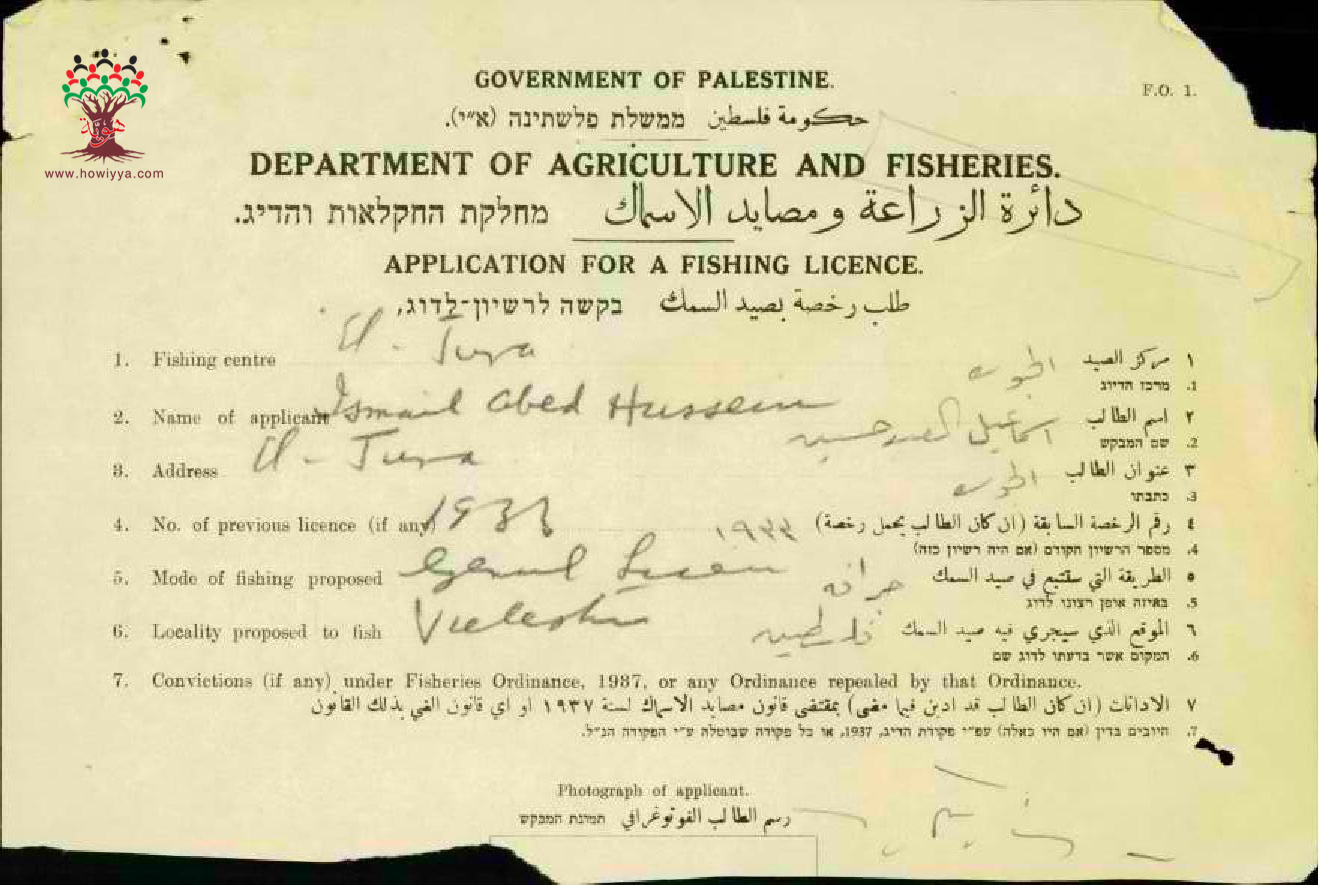 هوية
www.howiyya.com
GOVERNMENT OF PALESTINE.
F.O. 1.
حكومة فلسطين ממשלת פלשתינה (א״י).
DEPARTMENT OF AGRICULTURE AND FISHERIES.
دائرة الزراعة ومصايد الاسماك מחלקת החקלאות והדיג.
APPLICATION FOR A FISHING LICENCE.
طلب رخصة بصيد السمك בקשה לרשיון-לדוג,
1. Fishing centre El-Jura
١ مركز الصيد الجوره
1. מרכז הדיוג
2. Name of applicant Ismail Abed Hussein
٢ اسم الطالب اسماعيل العبد حسين
2. שם המבקש
3. Address El-Jura
٣ عنوان الطالب الجوره
3. כתבתו
4. No. of previous licence (if any) 1933
٤ رقم الرخصة السابقة (ان كان الطالب يحمل رخصة) ١٩٣٣
4. מספר הרשיון הקודם (אם היה רשיון כזה)
5. Mode of fishing proposed
٥ الطريقة التي ستتبع في صيد السمك جرافه
5. באיזה אופן רצונו לדוג
6. Locality proposed to fish
٦ الموقع الذي سيجري فيه صيد السمك فلسطين
6. המקום אשר בדעתו לדוג שם
7. Convictions (if any) under Fisheries Ordinance, 1937, or any Ordinance repealed by that Ordinance.
٧ الادانات (ان كان الطالب قد ادين فيما مضى) بمقتضى قانون مصايد الاسماك لسنة ١٩٣٧ او اي قانون الغي بذلك القانون
7. חיובים בדין (אם היו כאלה) עפ״י פקודת הדיג, 1937, או כל פקודה שבוטלה ע״י הפקודה הנ״ל.
Photograph of applicant.
رسم الطالب الفوتوغرافي תמונת המבקש